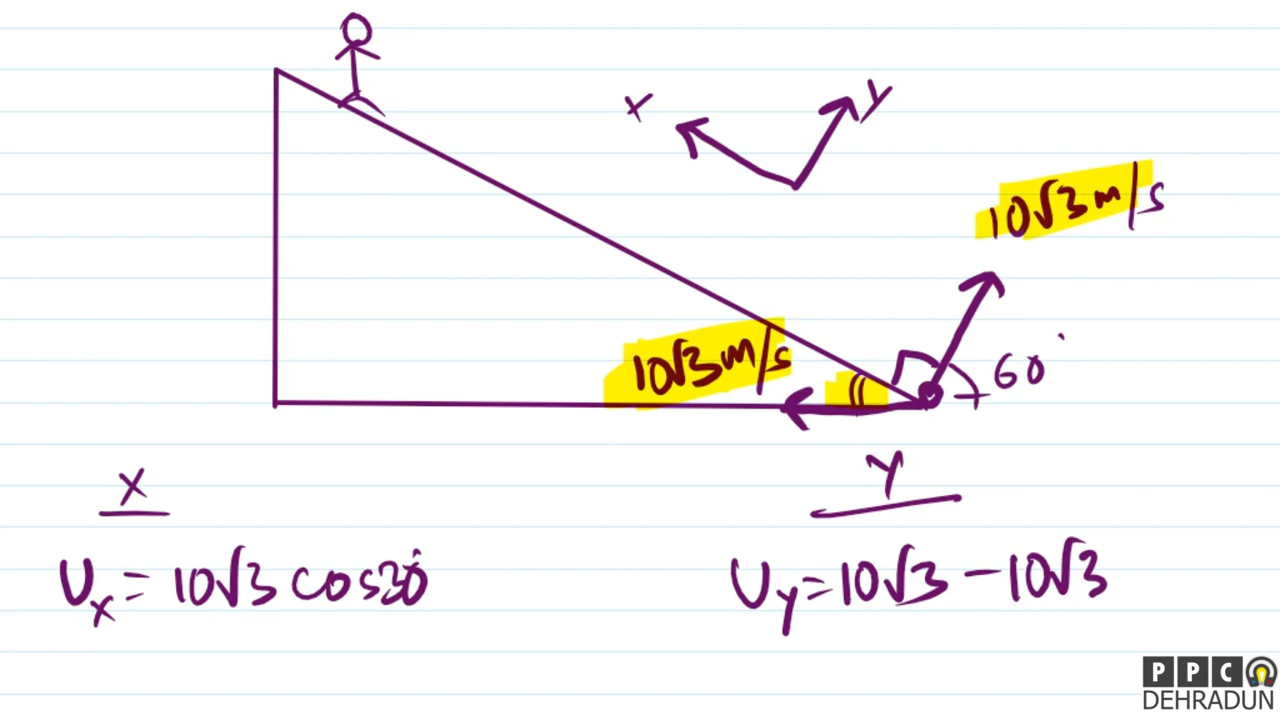 x y
10√3 m/s
10√3 m/s
60°
X
Y
Ux = 10√3 cos30°
Uy = 10√3 - 10√3
PPC
DEHRADUN